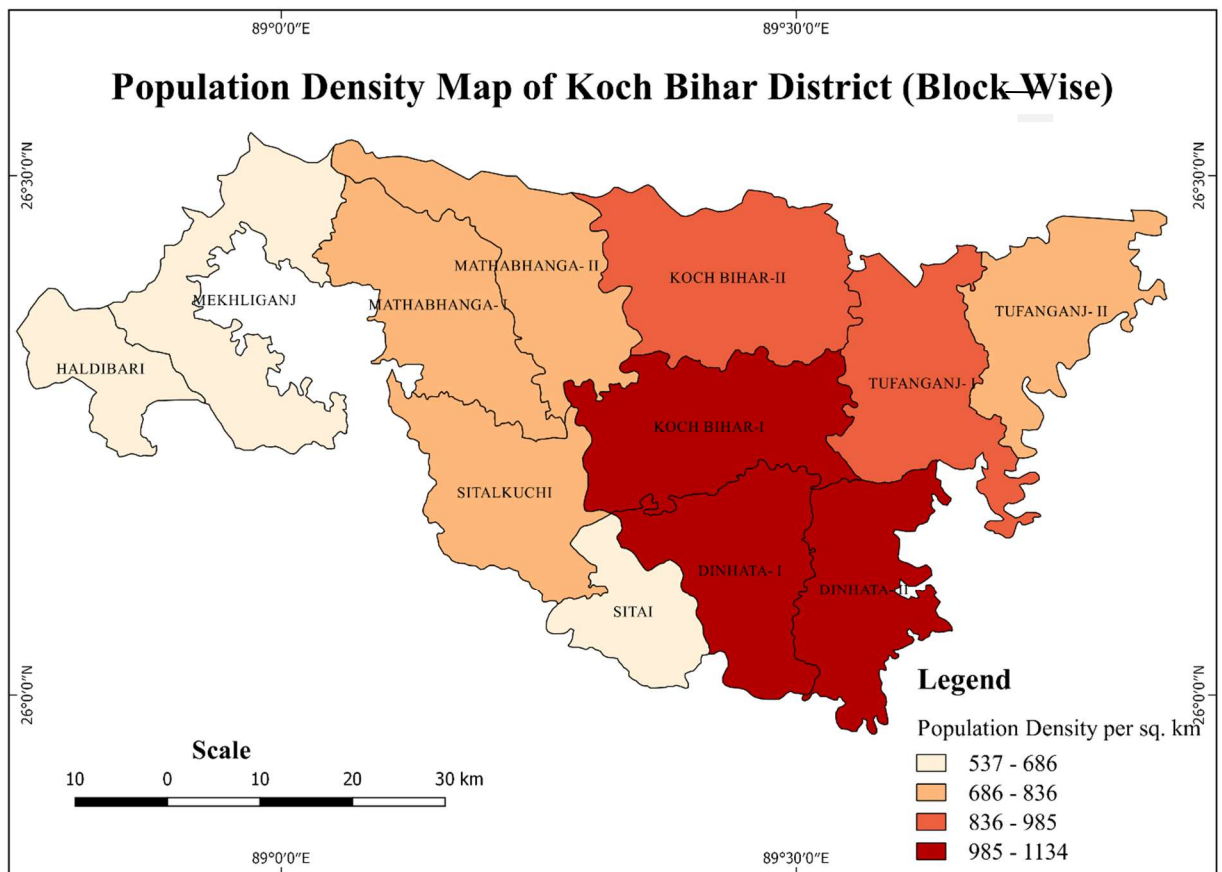 89°0′0″E 89°30′0″E
Population Density Map of Koch Bihar District (Block Wise)
26°30′0″N 26°30′0″N
MATHABHANGA- II
KOCH BIHAR-II
MEKHLIGANJ
MATHABHANGA- I
TUFANGANJ- II
HALDIBARI
TUFANGANJ- I
KOCH BIHAR-I
SITALKUCHI
DINHATA- I
DINHATA- II
SITAI
26°0′0″N 26°0′0″N
Legend
Population Density per sq. km
537 - 686
686 - 836
836 - 985
985 - 1134
Scale
10 0 10 20 30 km
89°0′0″E 89°30′0″E